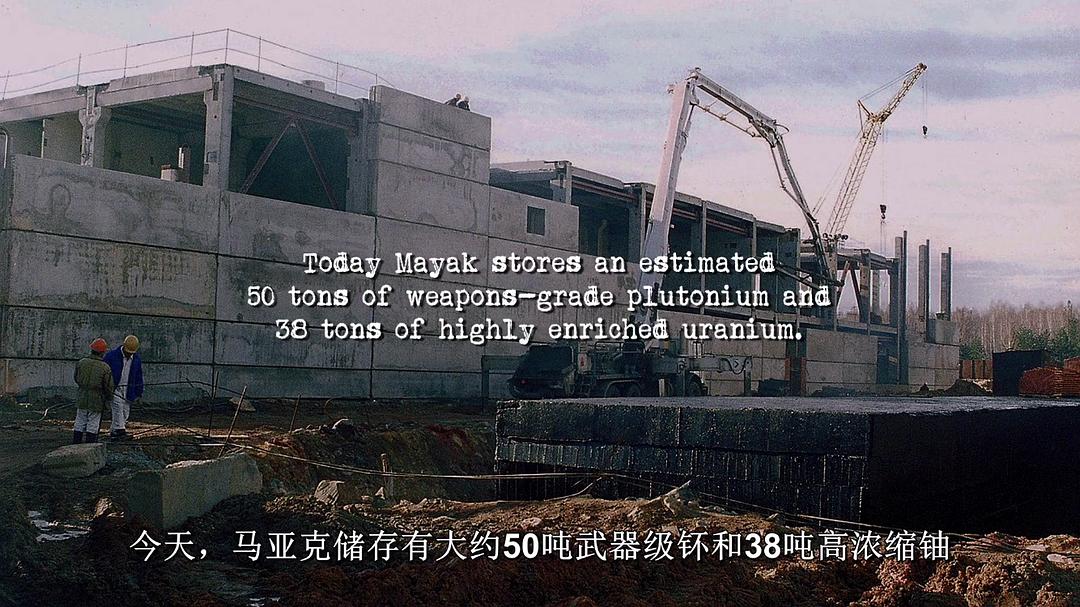 Today Mayak stores an estimated
50 tons of weapons-grade plutonium and
38 tons of highly enriched uranium.
今天，马亚克储存有大约50吨武器级钚和38吨高浓缩铀